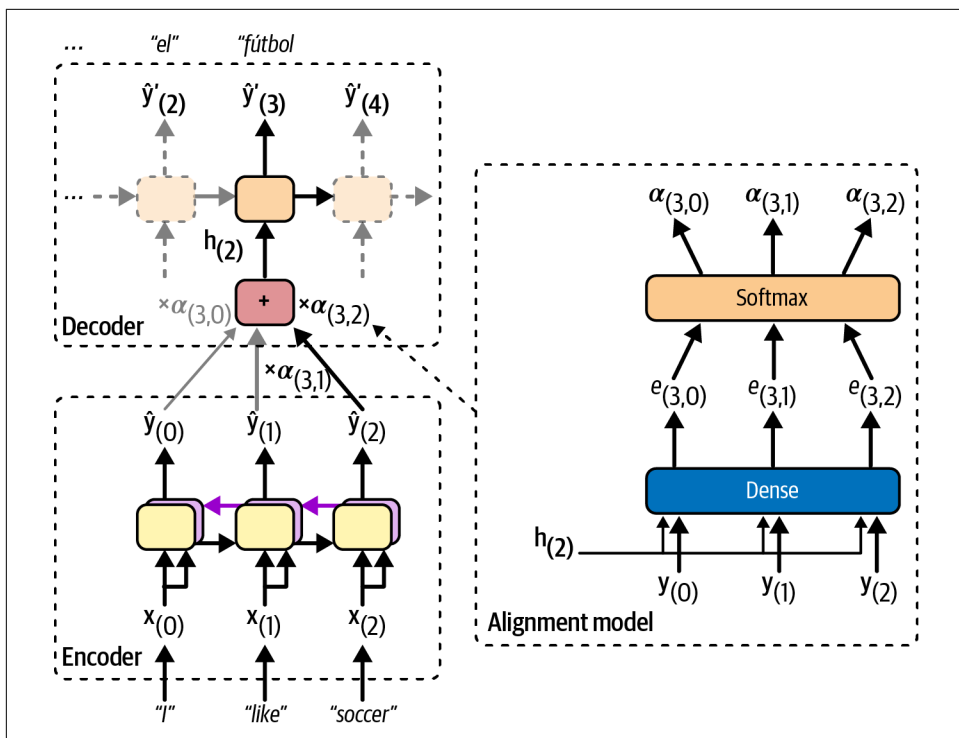 ... "el" "fútbol
ŷ'(2) ŷ'(3) ŷ'(4)
...
h(2)
×α(3,0) + ×α(3,2)
Decoder
×α(3,1)
ŷ(0) ŷ(1) ŷ(2)
x(0) x(1) x(2)
Encoder
"I" "like" "soccer"
α(3,0) α(3,1) α(3,2)
Softmax
e(3,0) e(3,1) e(3,2)
Dense
h(2)
y(0) y(1) y(2)
Alignment model